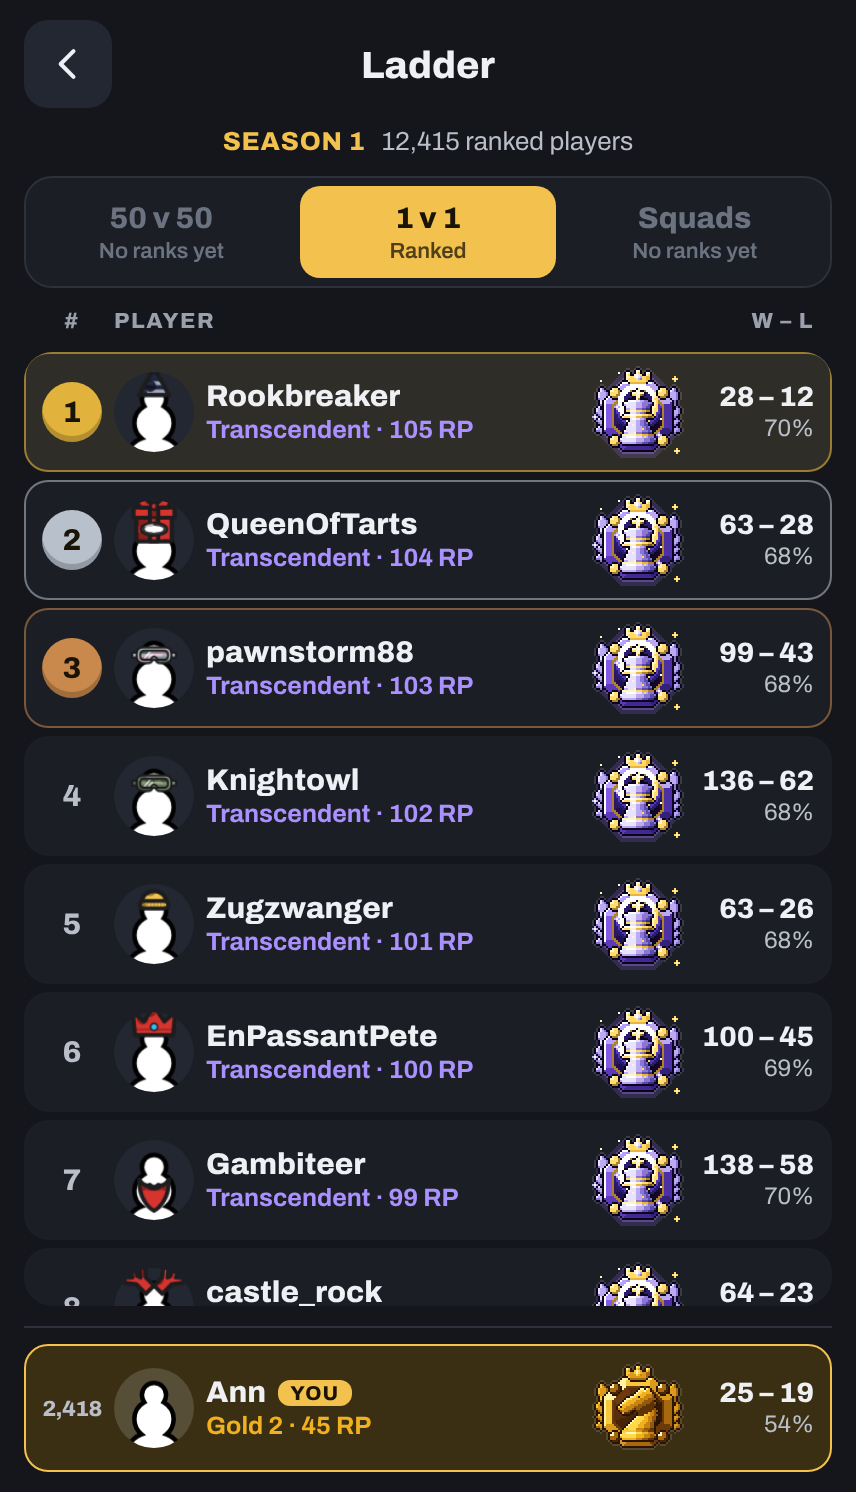 Ladder
SEASON 1 12,415 ranked players
50 v 50
No ranks yet
1 v 1
Ranked
Squads
No ranks yet
# PLAYER W – L
1 Rookbreaker 28 – 12
Transcendent · 105 RP 70%
2 QueenOfTarts 63 – 28
Transcendent · 104 RP 68%
3 pawnstorm88 99 – 43
Transcendent · 103 RP 68%
4 Knightowl 136 – 62
Transcendent · 102 RP 68%
5 Zugzwanger 63 – 26
Transcendent · 101 RP 68%
6 EnPassantPete 100 – 45
Transcendent · 100 RP 69%
7 Gambiteer 138 – 58
Transcendent · 99 RP 70%
8 castle_rock 64 – 23
2,418 Ann YOU 25 – 19
Gold 2 · 45 RP 54%